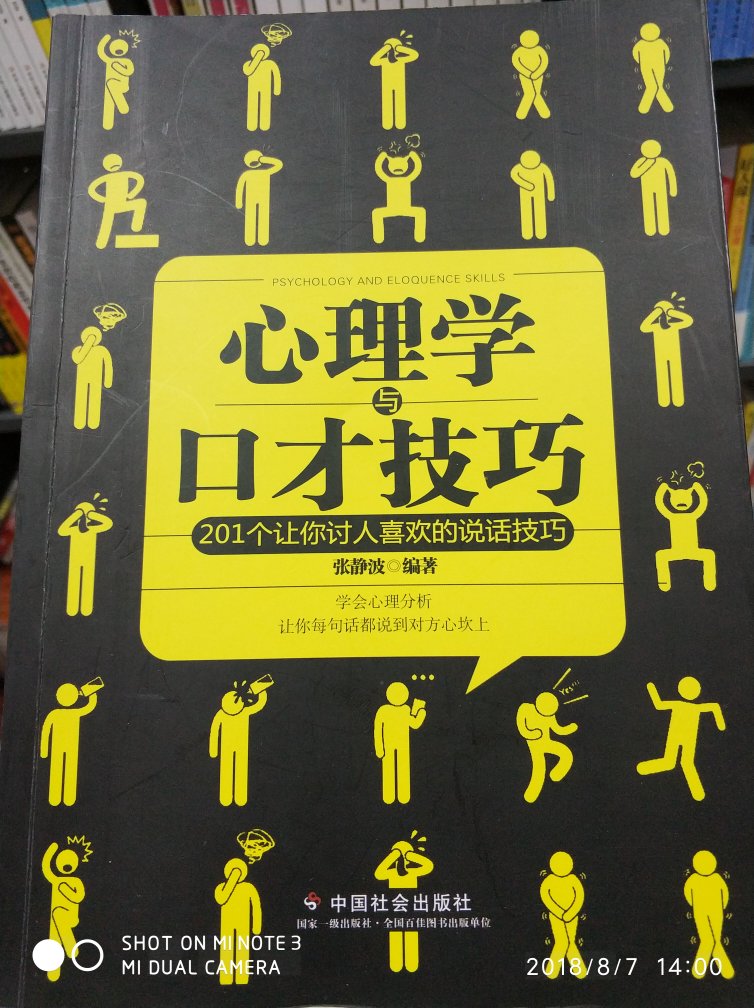 PSYCHOLOGY AND ELOQUENCE SKILLS
心理学
与
口才技巧
201个让你讨人喜欢的说话技巧
张静波◎编著
学会心理分析
让你每句话都说到对方心坎上
Yes!!
中国社会出版社
国家一级出版社·全国百佳图书出版单位
SHOT ON MI NOTE 3
MI DUAL CAMERA
2018/8/7 14:00